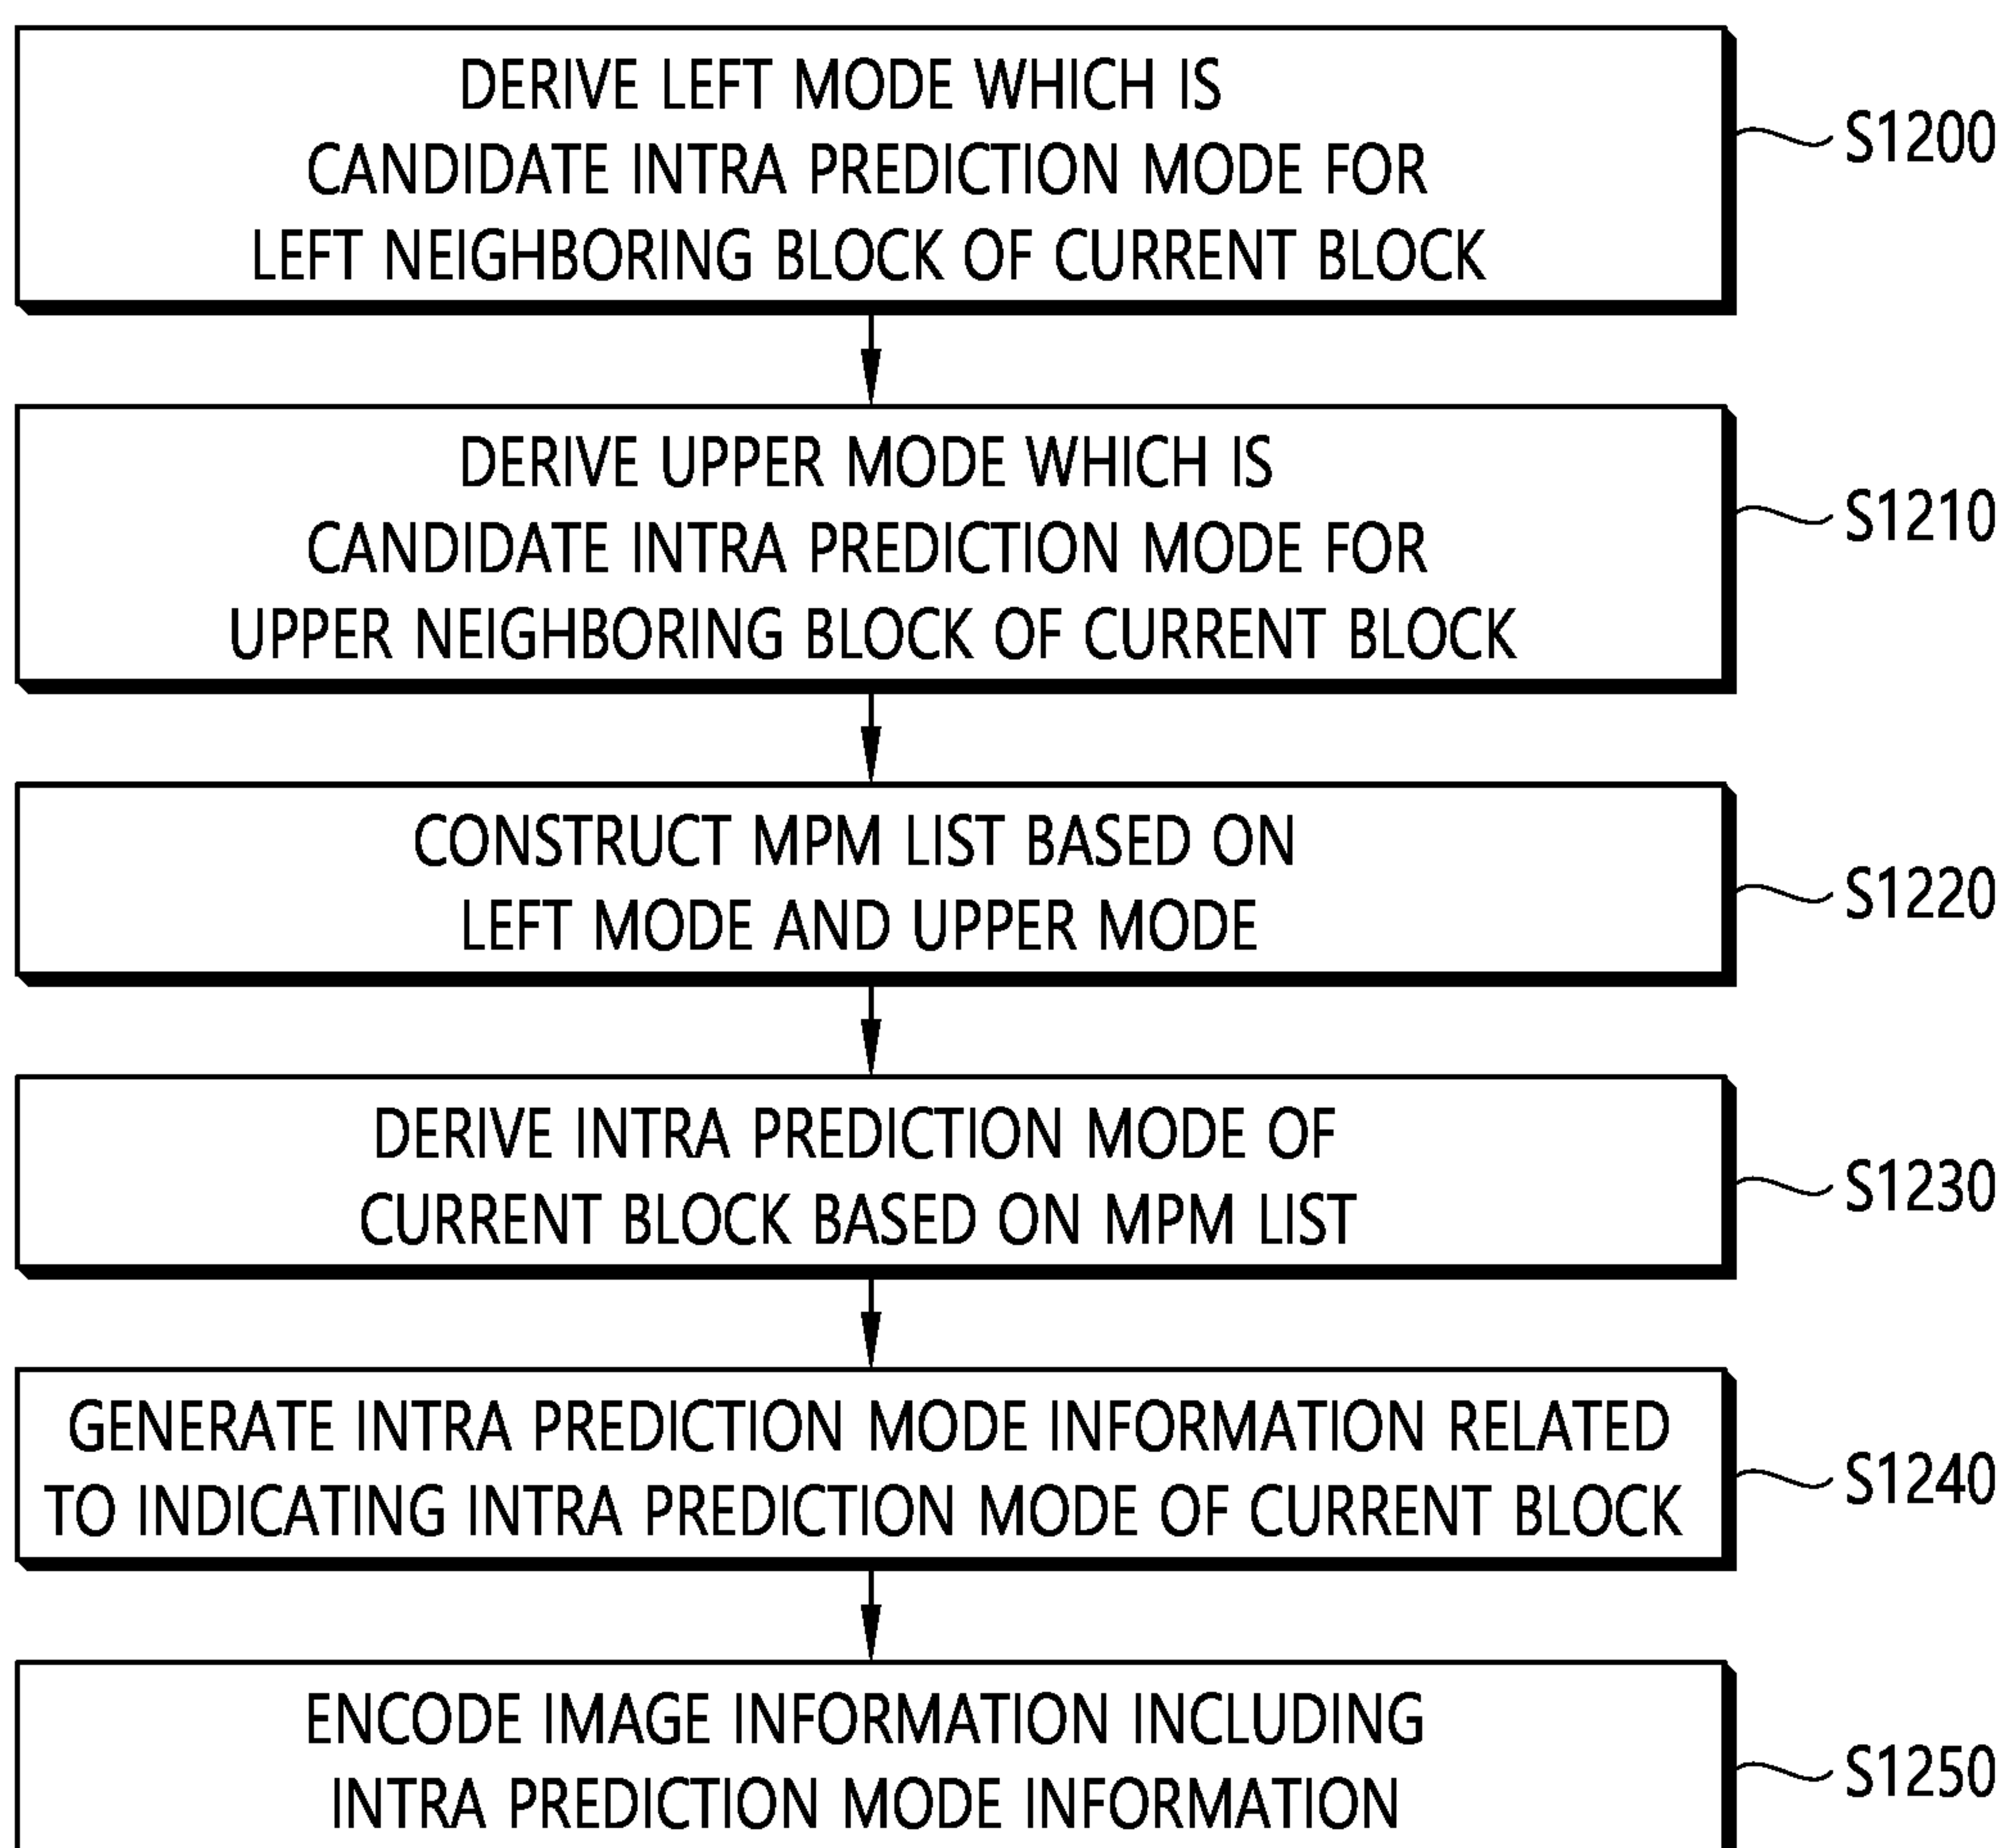 DERIVE LEFT MODE WHICH IS
CANDIDATE INTRA PREDICTION MODE FOR
LEFT NEIGHBORING BLOCK OF CURRENT BLOCK
S1200
DERIVE UPPER MODE WHICH IS
CANDIDATE INTRA PREDICTION MODE FOR
UPPER NEIGHBORING BLOCK OF CURRENT BLOCK
S1210
CONSTRUCT MPM LIST BASED ON
LEFT MODE AND UPPER MODE
S1220
DERIVE INTRA PREDICTION MODE OF
CURRENT BLOCK BASED ON MPM LIST
S1230
GENERATE INTRA PREDICTION MODE INFORMATION RELATED
TO INDICATING INTRA PREDICTION MODE OF CURRENT BLOCK
S1240
ENCODE IMAGE INFORMATION INCLUDING
INTRA PREDICTION MODE INFORMATION
S1250